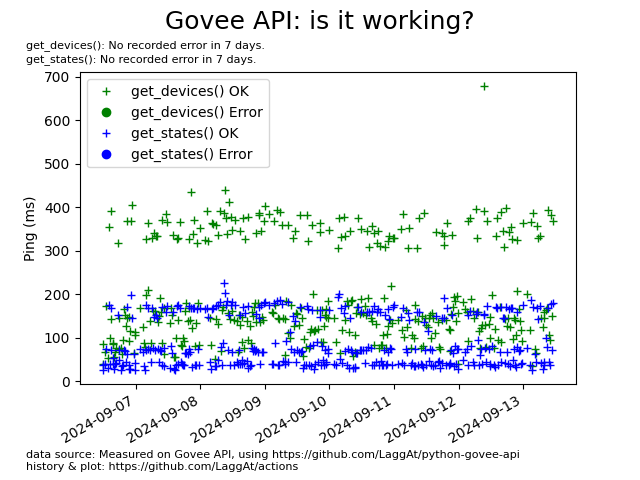 Govee API: is it working?
get_devices(): No recorded error in 7 days.
get_states(): No recorded error in 7 days.
700
600
500
400
300
200
100
0
Ping (ms)
get_devices() OK
get_devices() Error
get_states() OK
get_states() Error
2024-09-07
2024-09-08
2024-09-09
2024-09-10
2024-09-11
2024-09-12
2024-09-13
data source: Measured on Govee API, using https://github.com/LaggAt/python-govee-api
history & plot: https://github.com/LaggAt/actions